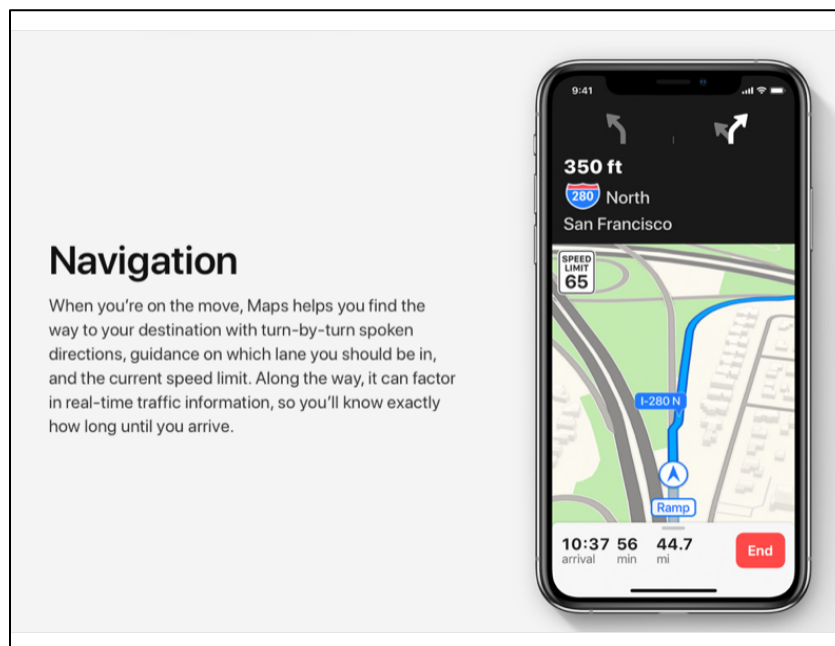 Navigation
When you’re on the move, Maps helps you find the
way to your destination with turn-by-turn spoken
directions, guidance on which lane you should be in,
and the current speed limit. Along the way, it can factor
in real-time traffic information, so you’ll know exactly
how long until you arrive.
9:41
350 ft
280 North
San Francisco
SPEED
LIMIT
65
I-280 N
Ramp
10:37 56 44.7
arrival min mi
End